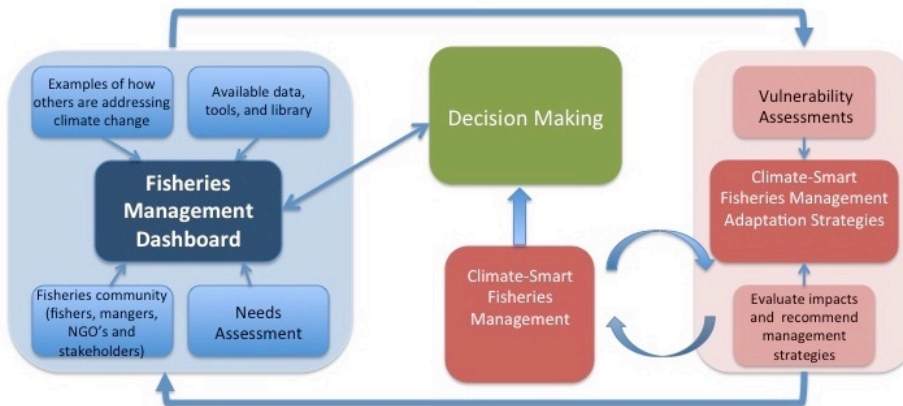 Examples of how
others are addressing
climate change
Available data,
tools, and library
Fisheries
Management
Dashboard
Fisheries community
(fishers, mangers,
NGO's and
stakeholders)
Needs
Assessment
Decision Making
Climate-Smart
Fisheries
Management
Vulnerability
Assessments
Climate-Smart
Fisheries Management
Adaptation Strategies
Evaluate impacts
and recommend
management
strategies